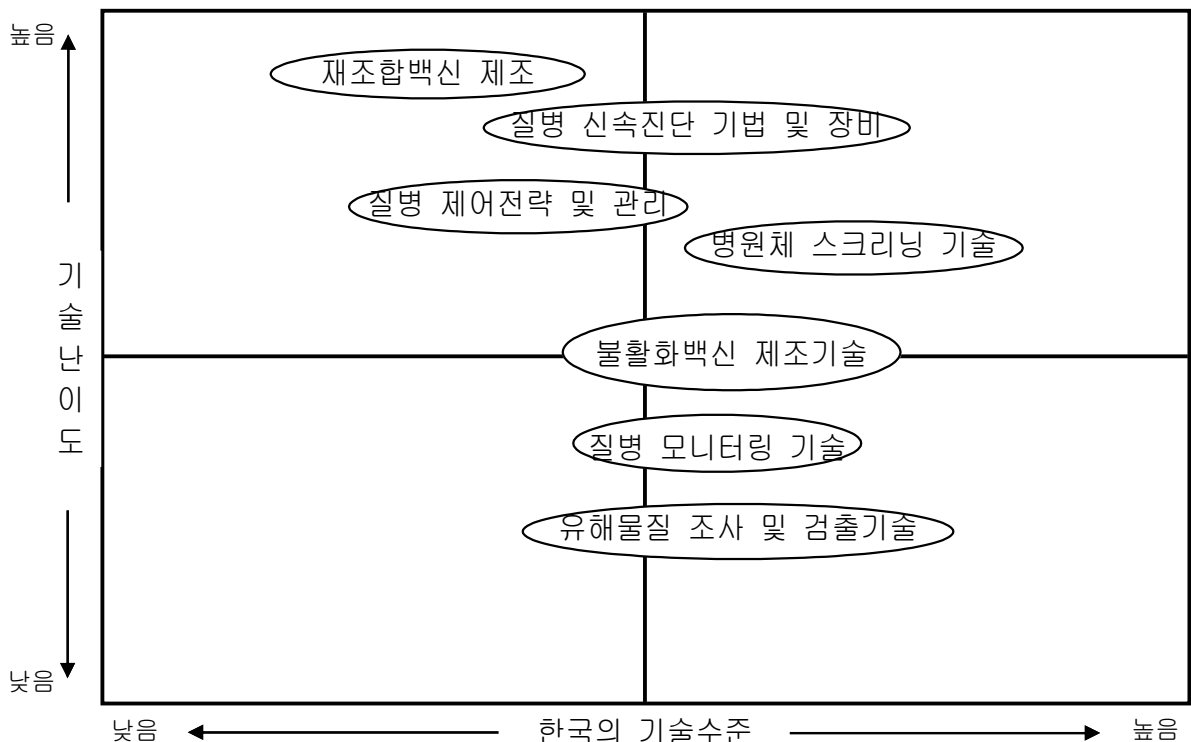 높음
재조합백신 제조
질병 신속진단 기법 및 장비
질병 제어전략 및 관리
병원체 스크리닝 기술
기술난이도
불활화백신 제조기술
질병 모니터링 기술
유해물질 조사 및 검출기술
낮음
낮음 한국의 기술수준 높음